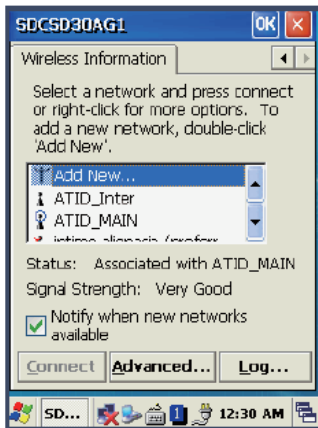 SDCSD30AG1 OK
Wireless Information
Select a network and press connect
or right-click for more options. To
add a new network, double-click
'Add New'.
Add New...
ATID_Inter
ATID_MAIN
Status: Associated with ATID_MAIN
Signal Strength: Very Good
Notify when new networks
available
Connect Advanced... Log...
SD... 1 12:30 AM